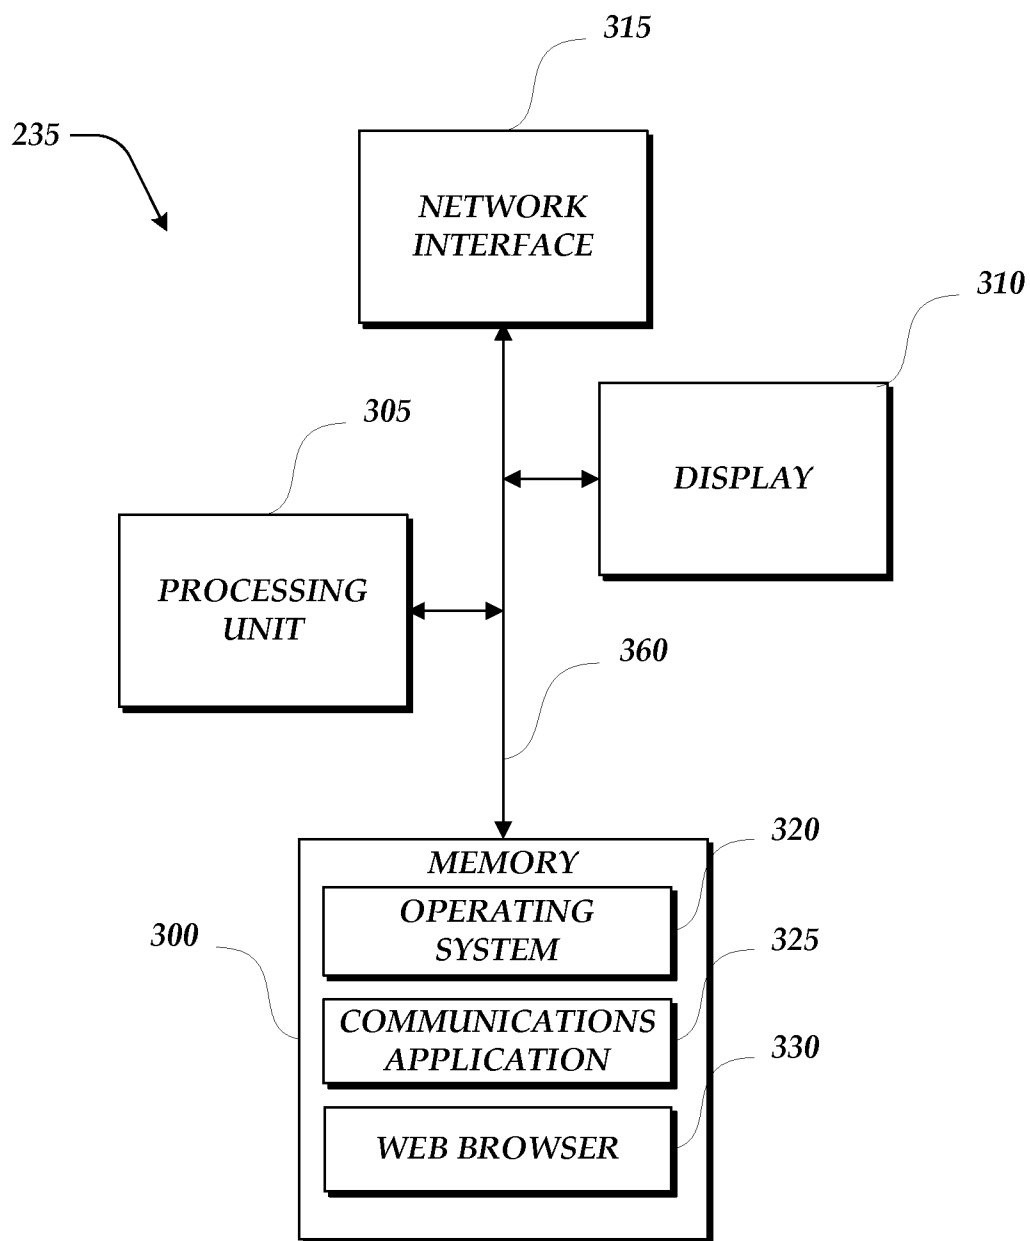 315
235
NETWORK
INTERFACE
310
305
DISPLAY
PROCESSING
UNIT
360
320
MEMORY
OPERATING
SYSTEM
300
325
COMMUNICATIONS
APPLICATION
330
WEB BROWSER